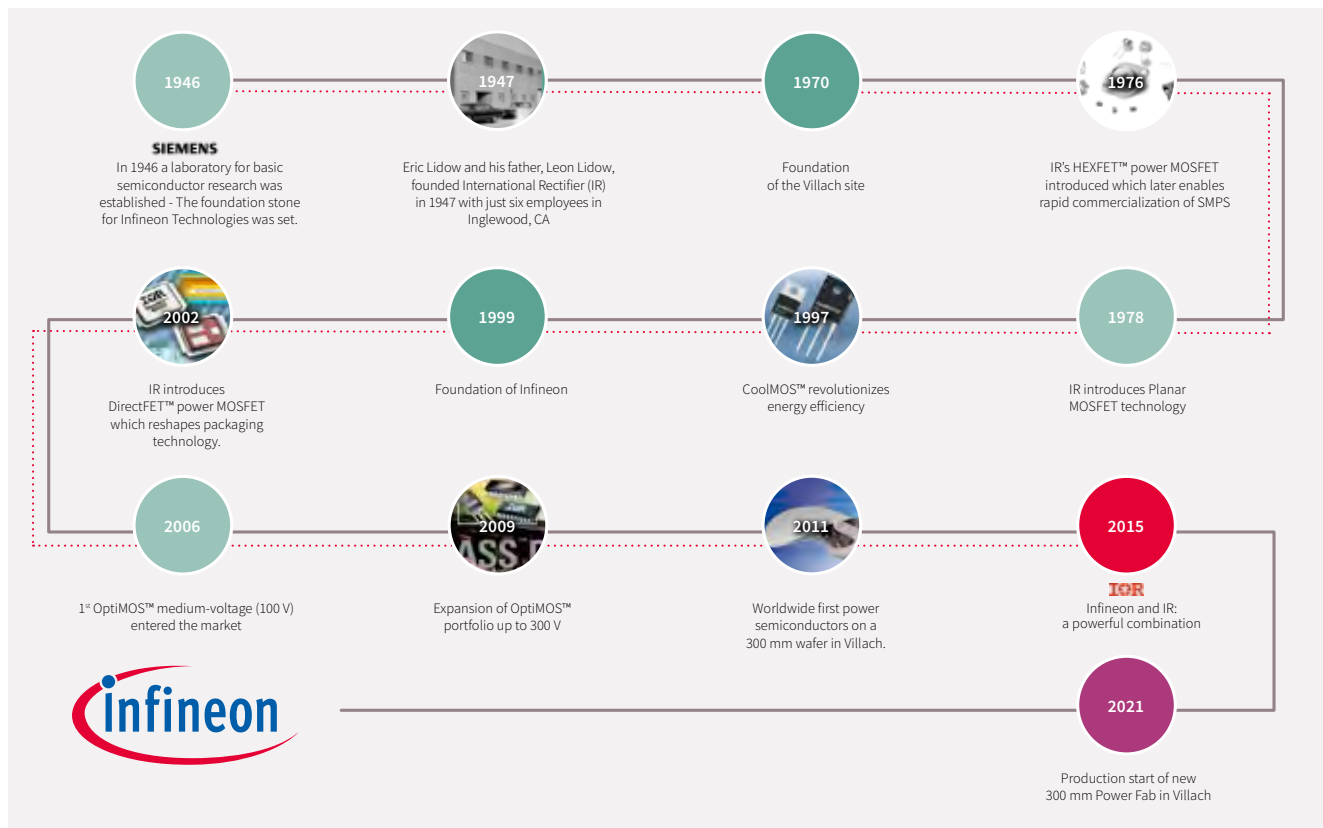 1946
1947
1970
1976
SIEMENS
In 1946 a laboratory for basic
semiconductor research was
established - The foundation stone
for Infineon Technologies was set.
Eric Lidow and his father, Leon Lidow,
founded International Rectifier (IR)
in 1947 with just six employees in
Inglewood, CA
Foundation
of the Villach site
IR’s HEXFET™ power MOSFET
introduced which later enables
rapid commercialization of SMPS
IOR
2002
1999
1997
1978
IR introduces
DirectFET™ power MOSFET
which reshapes packaging
technology.
Foundation of Infineon
CoolMOS™ revolutionizes
energy efficiency
IR introduces Planar
MOSFET technology
2006
2009
ASS
2011
2015
1st OptiMOS™ medium-voltage (100 V)
entered the market
Expansion of OptiMOS™
portfolio up to 300 V
Worldwide first power
semiconductors on a
300 mm wafer in Villach.
IOR
Infineon and IR:
a powerful combination
infineon
2021
Production start of new
300 mm Power Fab in Villach